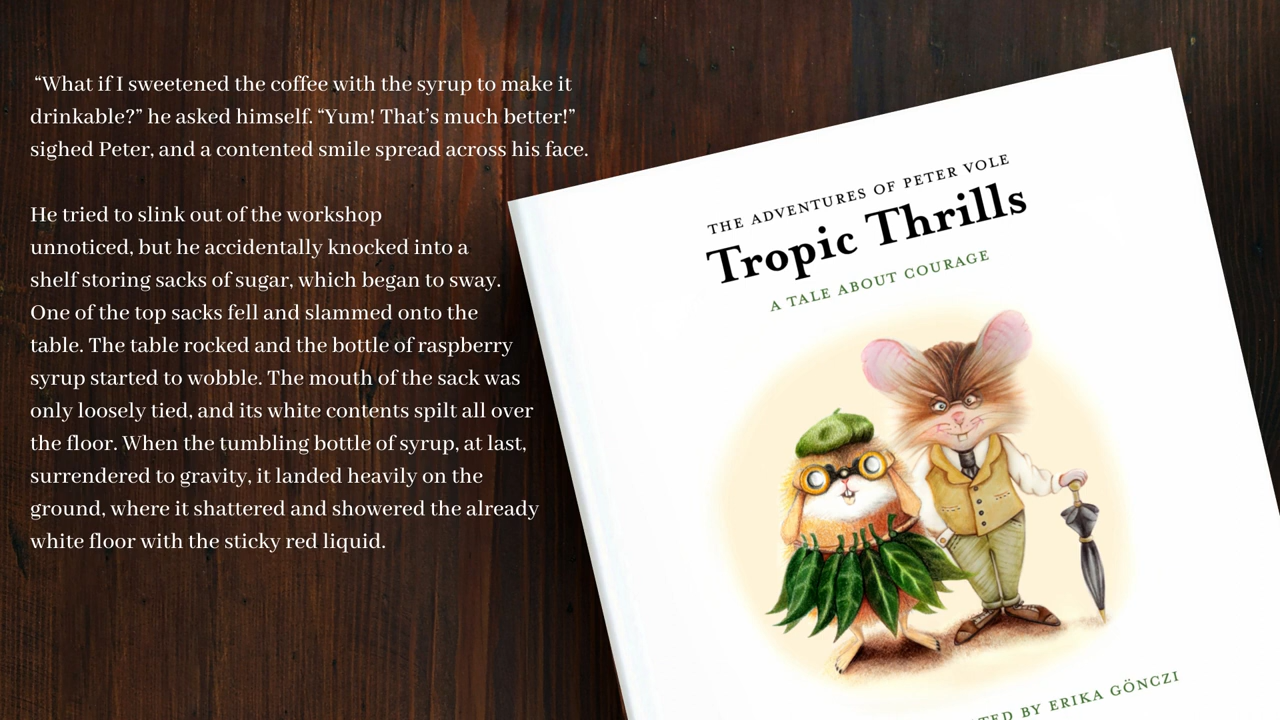 “What if I sweetened the coffee with the syrup to make it
drinkable?” he asked himself. “Yum! That’s much better!”
sighed Peter, and a contented smile spread across his face.
He tried to slink out of the workshop
unnoticed, but he accidentally knocked into a
shelf storing sacks of sugar, which began to sway.
One of the top sacks fell and slammed onto the
table. The table rocked and the bottle of raspberry
syrup started to wobble. The mouth of the sack was
only loosely tied, and its white contents spilt all over
the floor. When the tumbling bottle of syrup, at last,
surrendered to gravity, it landed heavily on the
ground, where it shattered and showered the already
white floor with the sticky red liquid.
THE ADVENTURES OF PETER VOLE
Tropic Thrills
A TALE ABOUT COURAGE
BY ERIKA GÖNCZI